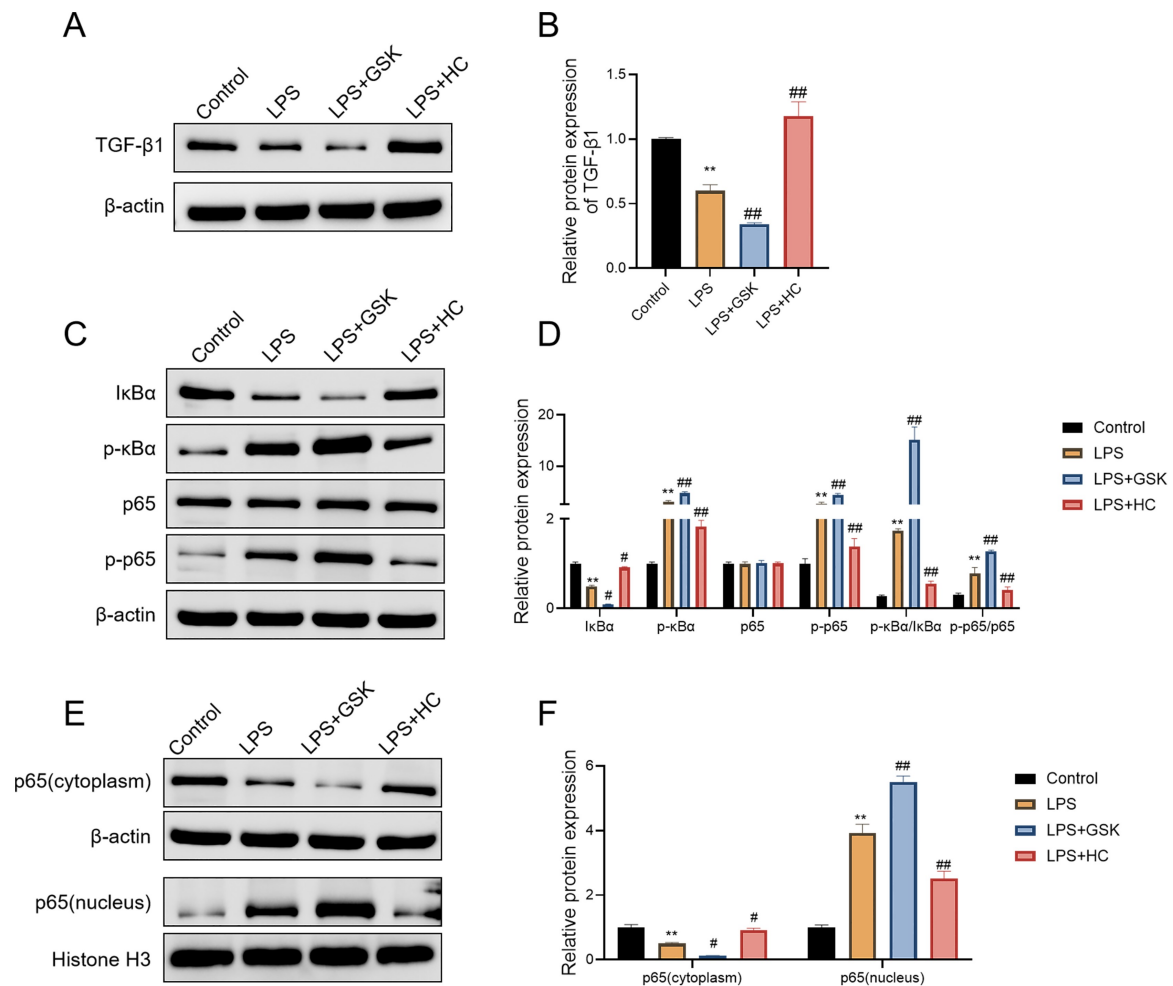 A
Control
LPS
LPS+GSK
LPS+HC
TGF-β1
β-actin
B
Relative protein expression
of TGF-β1
1.5
1.0
0.5
0.0
**
##
##
Control
LPS
LPS+GSK
LPS+HC
C
Control
LPS
LPS+GSK
LPS+HC
IκBα
p-κBα
p65
p-p65
β-actin
D
Relative protein expression
20
10
2
1
0
** # #
** ## ##
** ## ##
** ## ##
** ## ##
IκBα
p-κBα
p65
p-p65
p-κBα/IκBα
p-p65/p65
Control
LPS
LPS+GSK
LPS+HC
E
Control
LPS
LPS+GSK
LPS+HC
p65(cytoplasm)
β-actin
p65(nucleus)
Histone H3
F
Relative protein expression
6
4
2
0
** # #
** ## ##
p65(cytoplasm)
p65(nucleus)
Control
LPS
LPS+GSK
LPS+HC